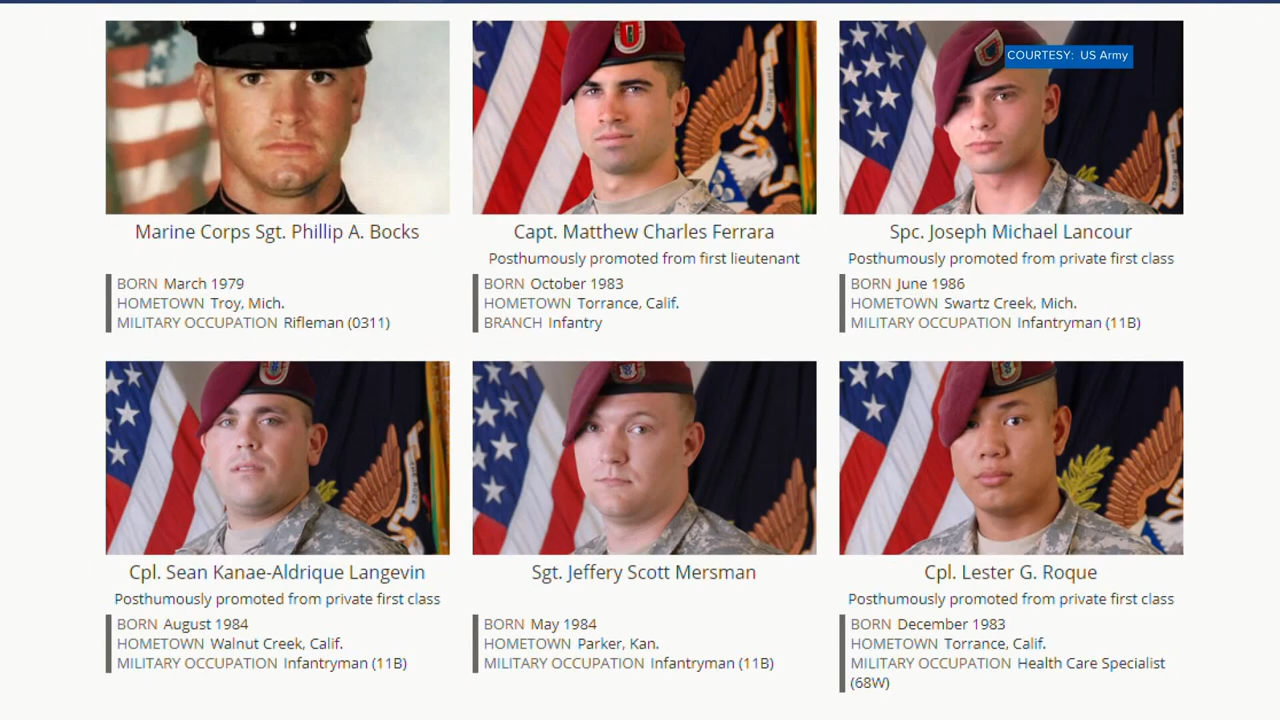 COURTESY: US Army
THE ROCK
Marine Corps Sgt. Phillip A. Bocks
Capt. Matthew Charles Ferrara
Spc. Joseph Michael Lancour
Posthumously promoted from first lieutenant
Posthumously promoted from private first class
BORN March 1979
HOMETOWN Troy, Mich.
MILITARY OCCUPATION Rifleman (0311)
BORN October 1983
HOMETOWN Torrance, Calif.
BRANCH Infantry
BORN June 1986
HOMETOWN Swartz Creek, Mich.
MILITARY OCCUPATION Infantryman (11B)
THE ROCK
Cpl. Sean Kanae-Aldrique Langevin
Sgt. Jeffery Scott Mersman
Cpl. Lester G. Roque
Posthumously promoted from private first class
Posthumously promoted from private first class
BORN August 1984
HOMETOWN Walnut Creek, Calif.
MILITARY OCCUPATION Infantryman (11B)
BORN May 1984
HOMETOWN Parker, Kan.
MILITARY OCCUPATION Infantryman (11B)
BORN December 1983
HOMETOWN Torrance, Calif.
MILITARY OCCUPATION Health Care Specialist
(68W)